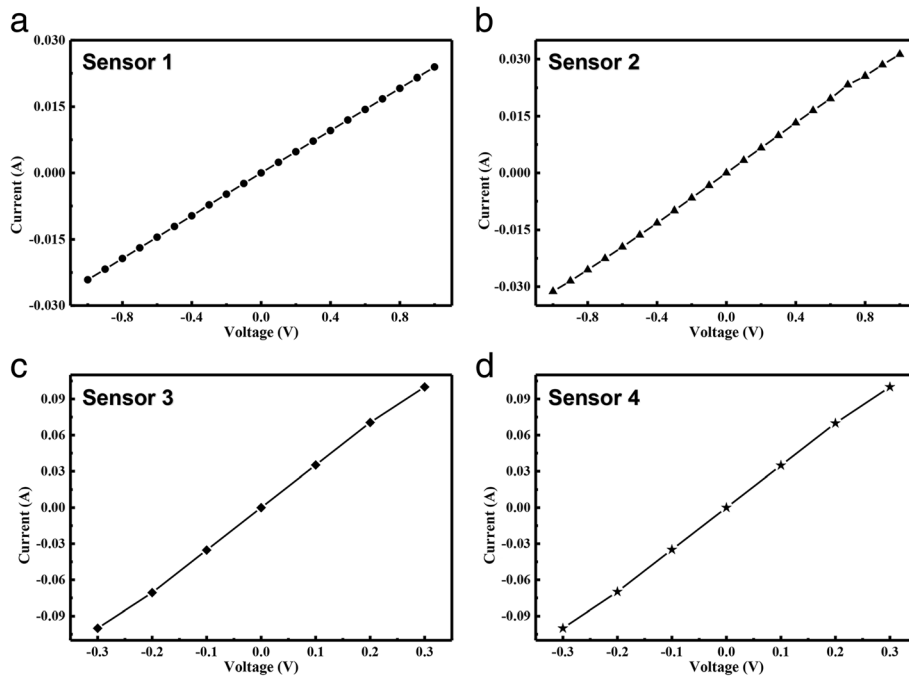 a
Sensor 1
0.030
0.015
0.000
-0.015
-0.030
Current (A)
-0.8 -0.4 0.0 0.4 0.8
Voltage (V)
b
Sensor 2
0.030
0.015
0.000
-0.015
-0.030
Current (A)
-0.8 -0.4 0.0 0.4 0.8
Voltage (V)
c
Sensor 3
0.09
0.06
0.03
0.00
-0.03
-0.06
-0.09
Current (A)
-0.3 -0.2 -0.1 0.0 0.1 0.2 0.3
Voltage (V)
d
Sensor 4
0.09
0.06
0.03
0.00
-0.03
-0.06
-0.09
Current (A)
-0.3 -0.2 -0.1 0.0 0.1 0.2 0.3
Voltage (V)